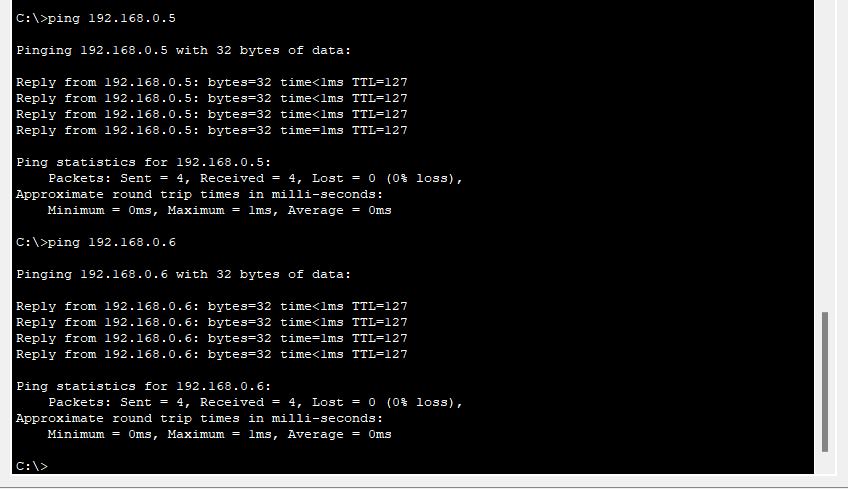 C:\>ping 192.168.0.5
Pinging 192.168.0.5 with 32 bytes of data:
Reply from 192.168.0.5: bytes=32 time<1ms TTL=127
Reply from 192.168.0.5: bytes=32 time<1ms TTL=127
Reply from 192.168.0.5: bytes=32 time<1ms TTL=127
Reply from 192.168.0.5: bytes=32 time=1ms TTL=127
Ping statistics for 192.168.0.5:
    Packets: Sent = 4, Received = 4, Lost = 0 (0% loss),
Approximate round trip times in milli-seconds:
    Minimum = 0ms, Maximum = 1ms, Average = 0ms
C:\>ping 192.168.0.6
Pinging 192.168.0.6 with 32 bytes of data:
Reply from 192.168.0.6: bytes=32 time<1ms TTL=127
Reply from 192.168.0.6: bytes=32 time<1ms TTL=127
Reply from 192.168.0.6: bytes=32 time=1ms TTL=127
Reply from 192.168.0.6: bytes=32 time<1ms TTL=127
Ping statistics for 192.168.0.6:
    Packets: Sent = 4, Received = 4, Lost = 0 (0% loss),
Approximate round trip times in milli-seconds:
    Minimum = 0ms, Maximum = 1ms, Average = 0ms
C:\>